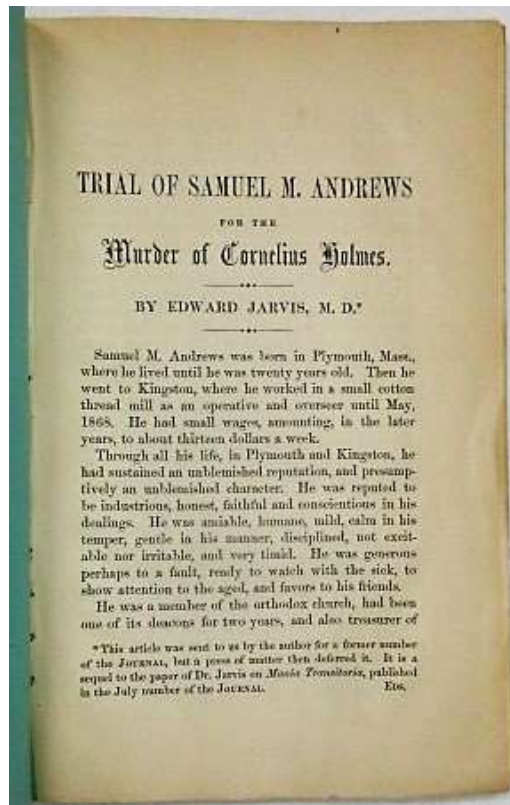 TRIAL OF SAMUEL M. ANDREWS
FOR THE
Murder of Cornelius Holmes.
BY EDWARD JARVIS, M. D.*
Samuel M. Andrews was born in Plymouth, Mass.,
where he lived until he was twenty years old. Then he
went to Kingston, where he worked in a small cotton
thread mill as an operative and overseer until May,
1868. He had small wages, amounting, in the later
years, to about thirteen dollars a week.
Through all his life, in Plymouth and Kingston, he
had sustained an unblemished reputation, and presump-
tively an unblemished character. He was reputed to
be industrious, honest, faithful and conscientious in his
dealings. He was amiable, humane, mild, calm in his
temper, gentle in his manner, disciplined, not excit-
able nor irritable, and very timid. He was generous
perhaps to a fault, ready to watch with the sick, to
show attention to the aged, and favors to his friends.
He was a member of the orthodox church, had been
one of its deacons for two years, and also treasurer of
*This article was sent to us by the author for a former number
of the JOURNAL, but a press of matter then deferred it. It is a
sequel to the paper of Dr. Jarvis on Mania Transitoria, published
in the July number of the JOURNAL. EDS.